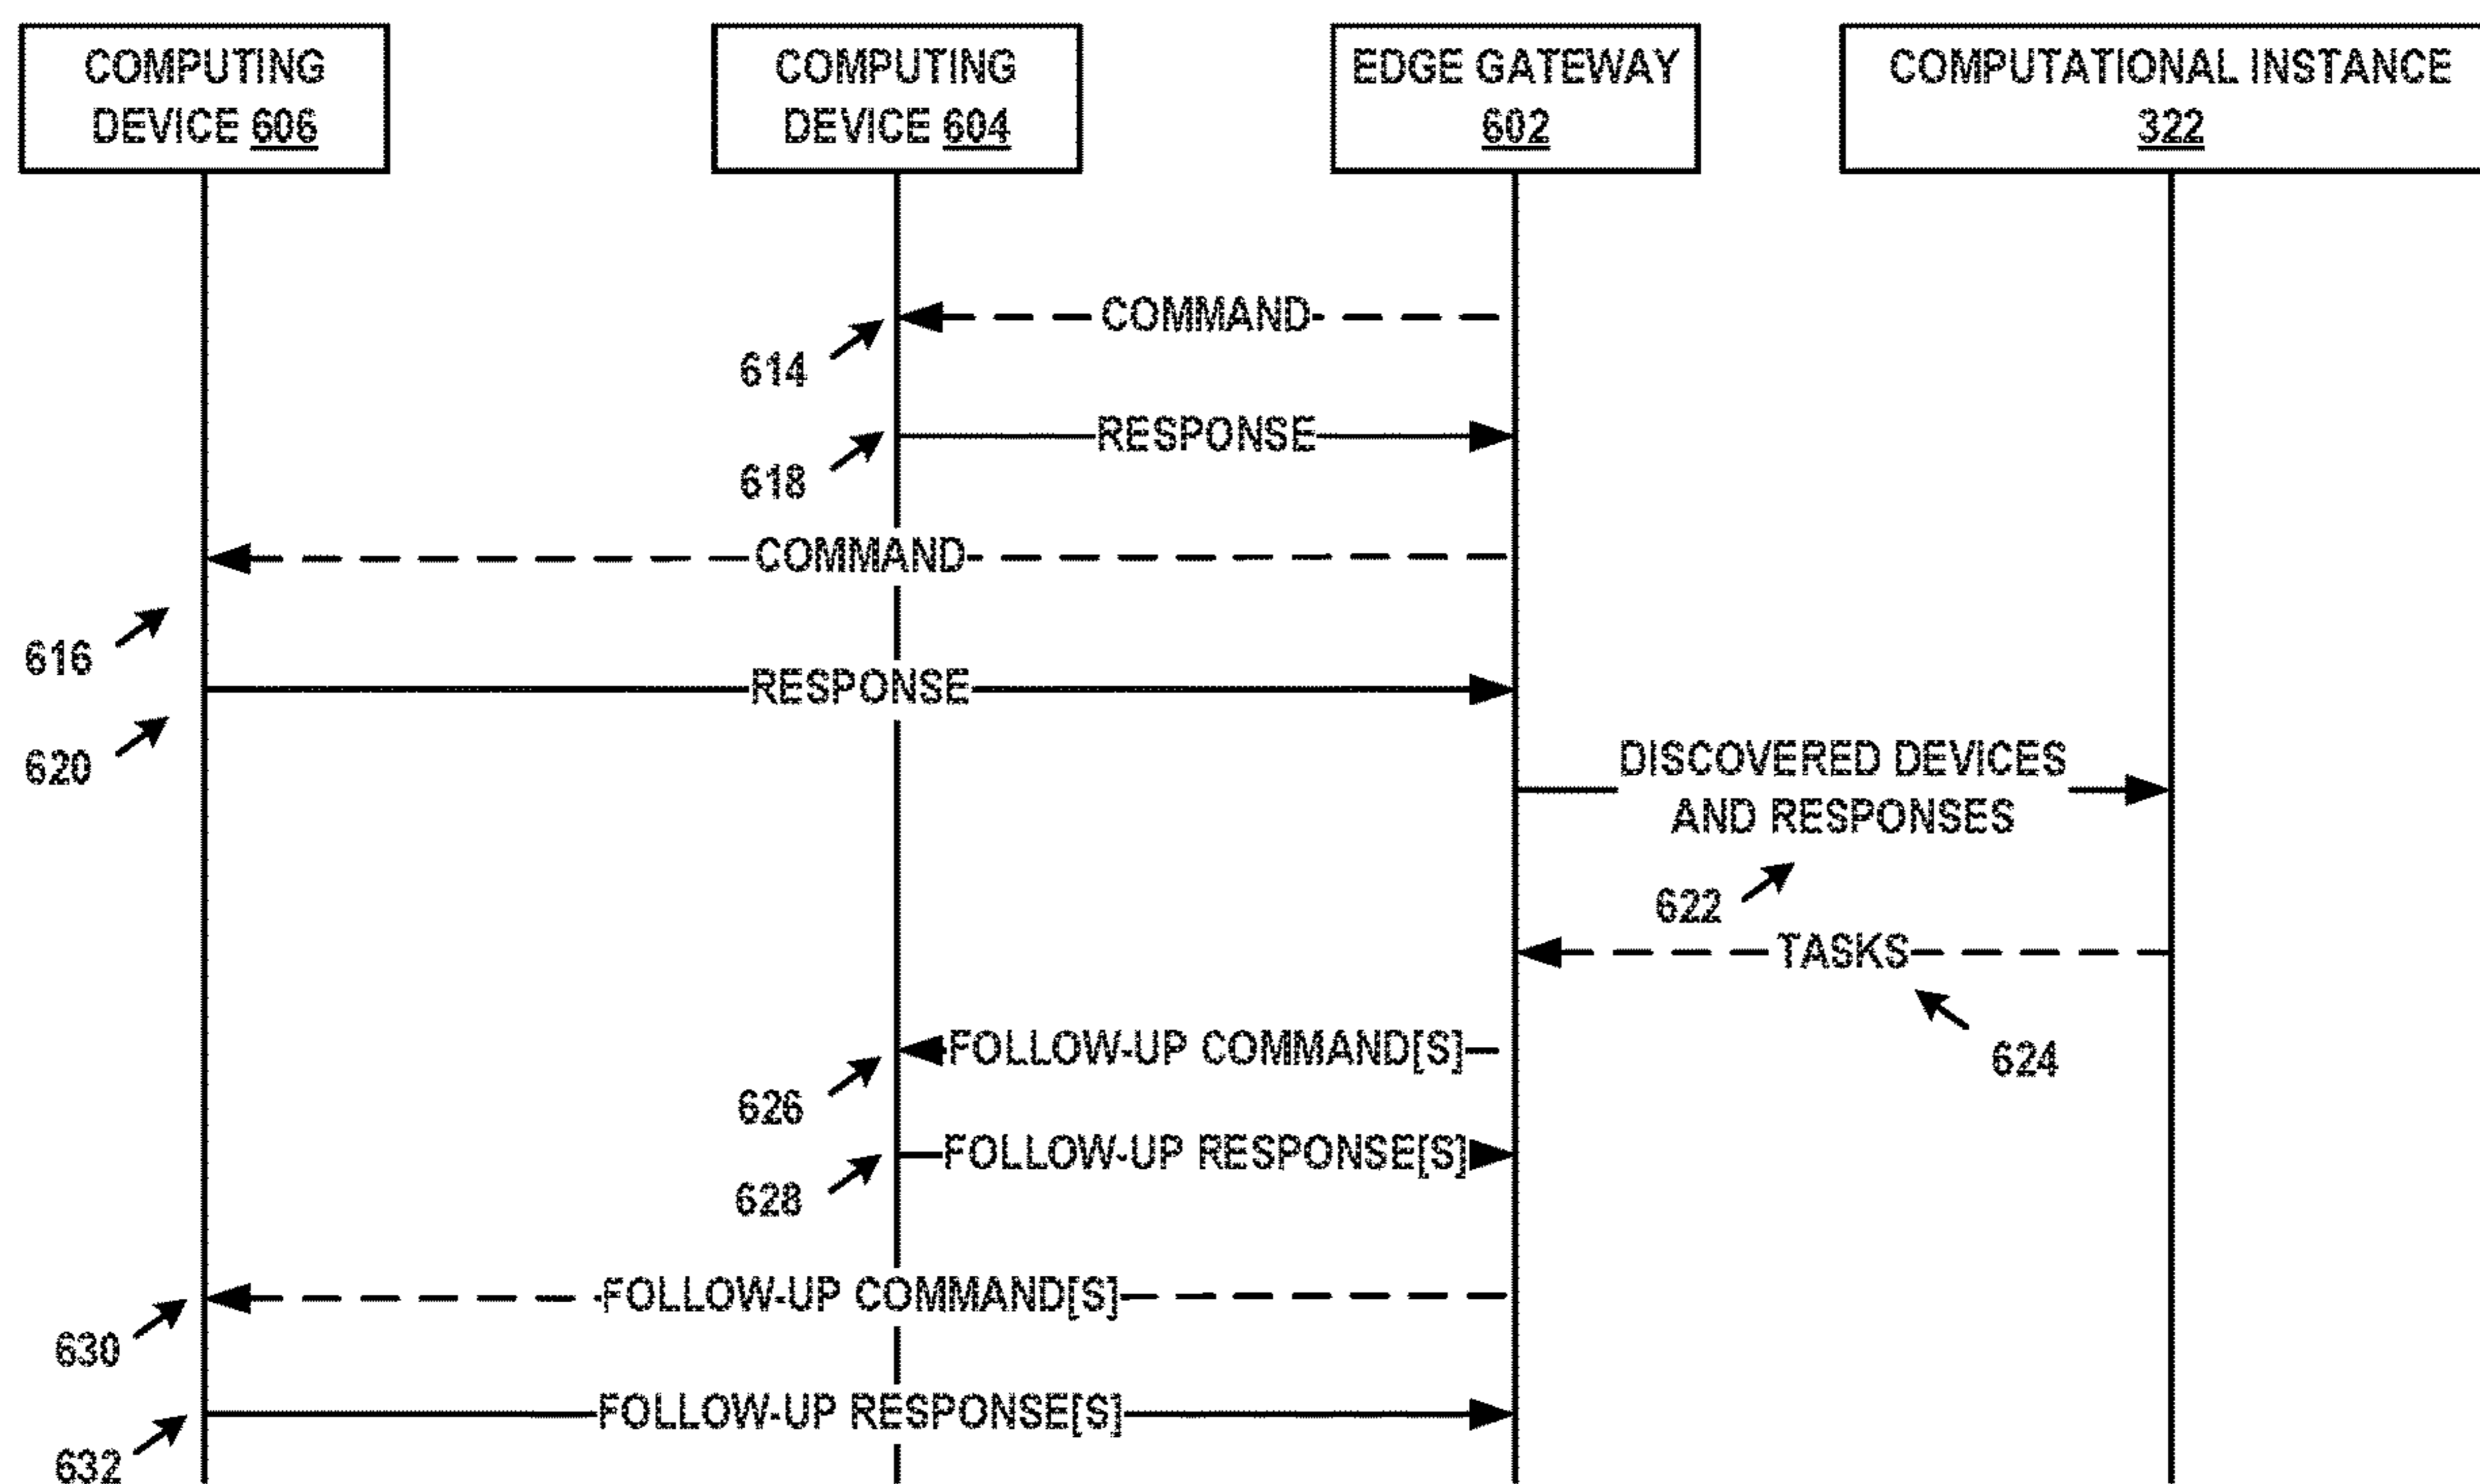 COMPUTING
DEVICE 606
COMPUTING
DEVICE 604
EDGE GATEWAY
602
COMPUTATIONAL INSTANCE
322
COMMAND
614
RESPONSE
618
COMMAND
616
RESPONSE
620
DISCOVERED DEVICES
AND RESPONSES
622
TASKS
624
FOLLOW-UP COMMAND[S]
626
FOLLOW-UP RESPONSE[S]
628
FOLLOW-UP COMMAND[S]
630
FOLLOW-UP RESPONSE[S]
632